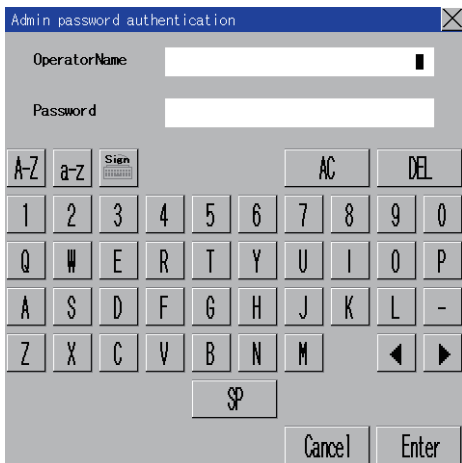 Admin password authentication
OperatorName
Password
A-Z a-z Sign AC DEL
1 2 3 4 5 6 7 8 9 0
Q W E R T Y U I O P
A S D F G H J K L -
Z X C V B N M ◀ ▶
SP
Cancel Enter